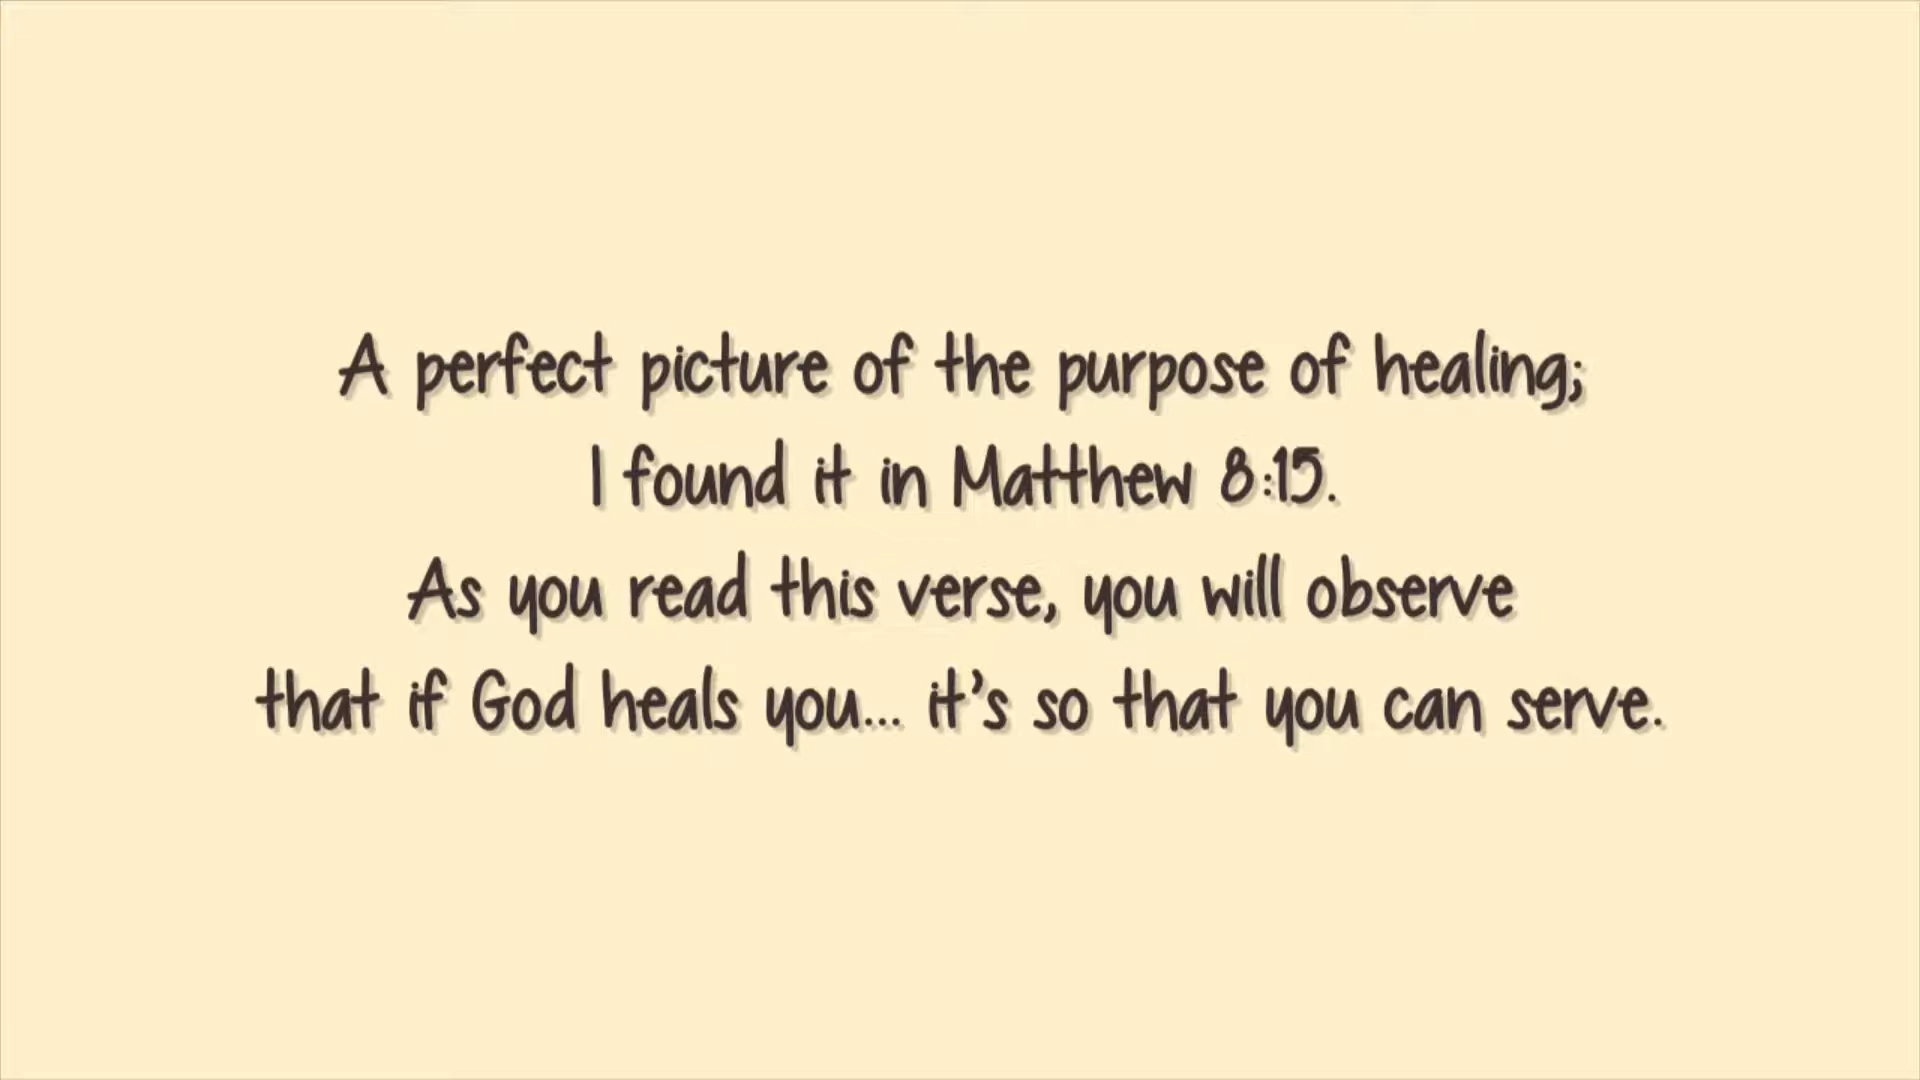 A perfect picture of the purpose of healing;
I found it in Matthew 8:15.
As you read this verse, you will observe
that if God heals you... it's so that you can serve.